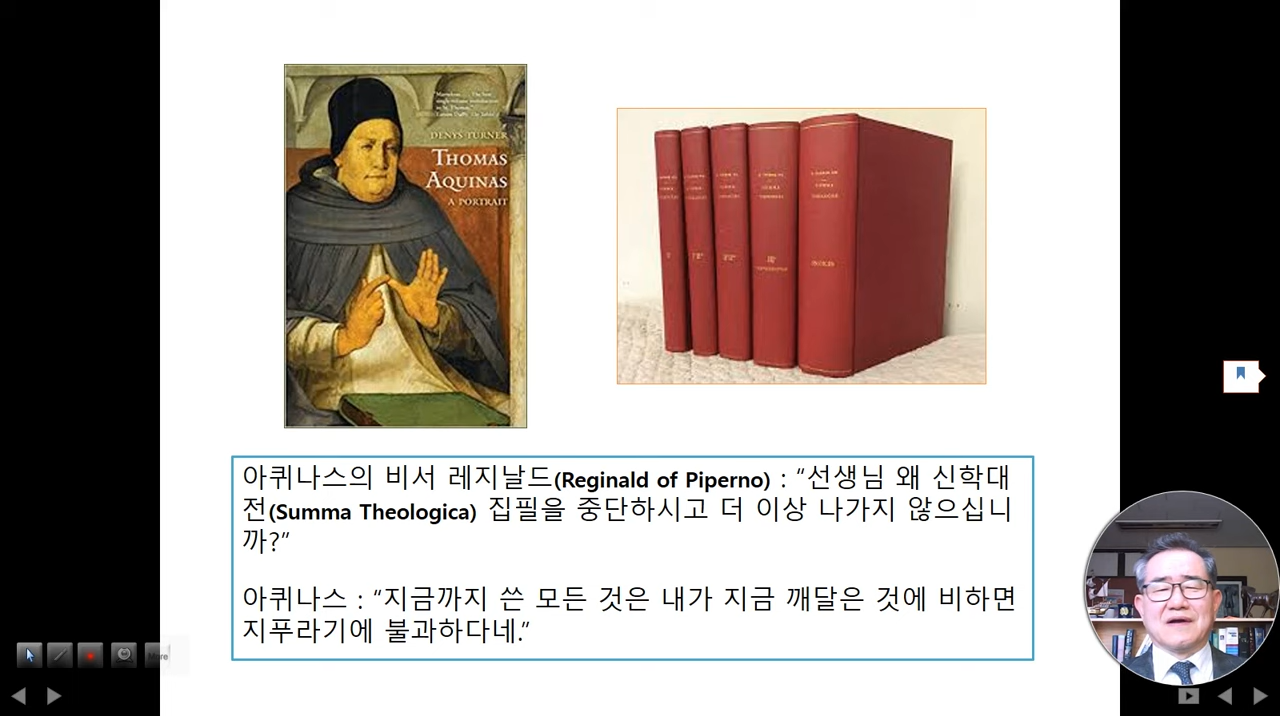 DENYS TURNER
THOMAS
AQUINAS
A PORTRAIT
아퀴나스의 비서 레지날드(Reginald of Piperno) : “선생님 왜 신학대
전(Summa Theologica) 집필을 중단하시고 더 이상 나가지 않으십니
까?”
아퀴나스 : “지금까지 쓴 모든 것은 내가 지금 깨달은 것에 비하면
지푸라기에 불과하다네.”
More